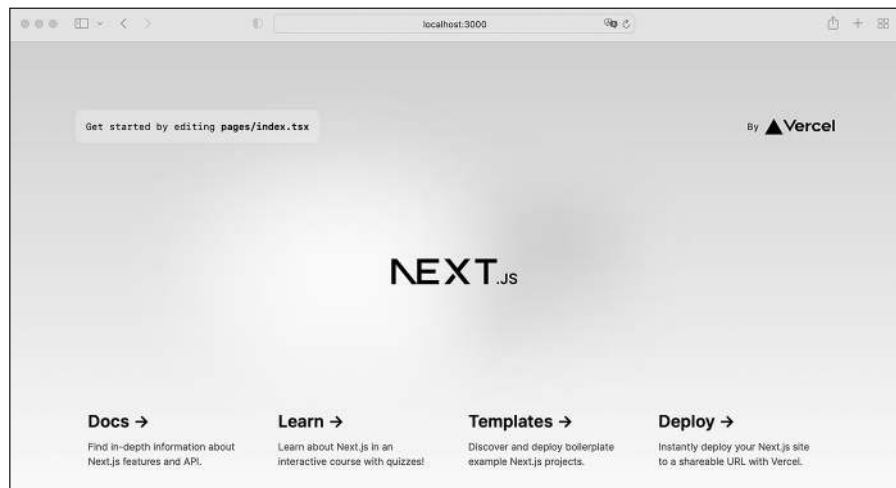 localhost:3000
Get started by editing pages/index.tsx
By Vercel
NEXT.JS
Docs → Learn → Templates → Deploy →
Find in-depth information about Learn about Next.js in an Discover and deploy boilerplate Instantly deploy your Next.js site
Next.js features and API. interactive course with quizzes! example Next.js projects. to a shareable URL with Vercel.